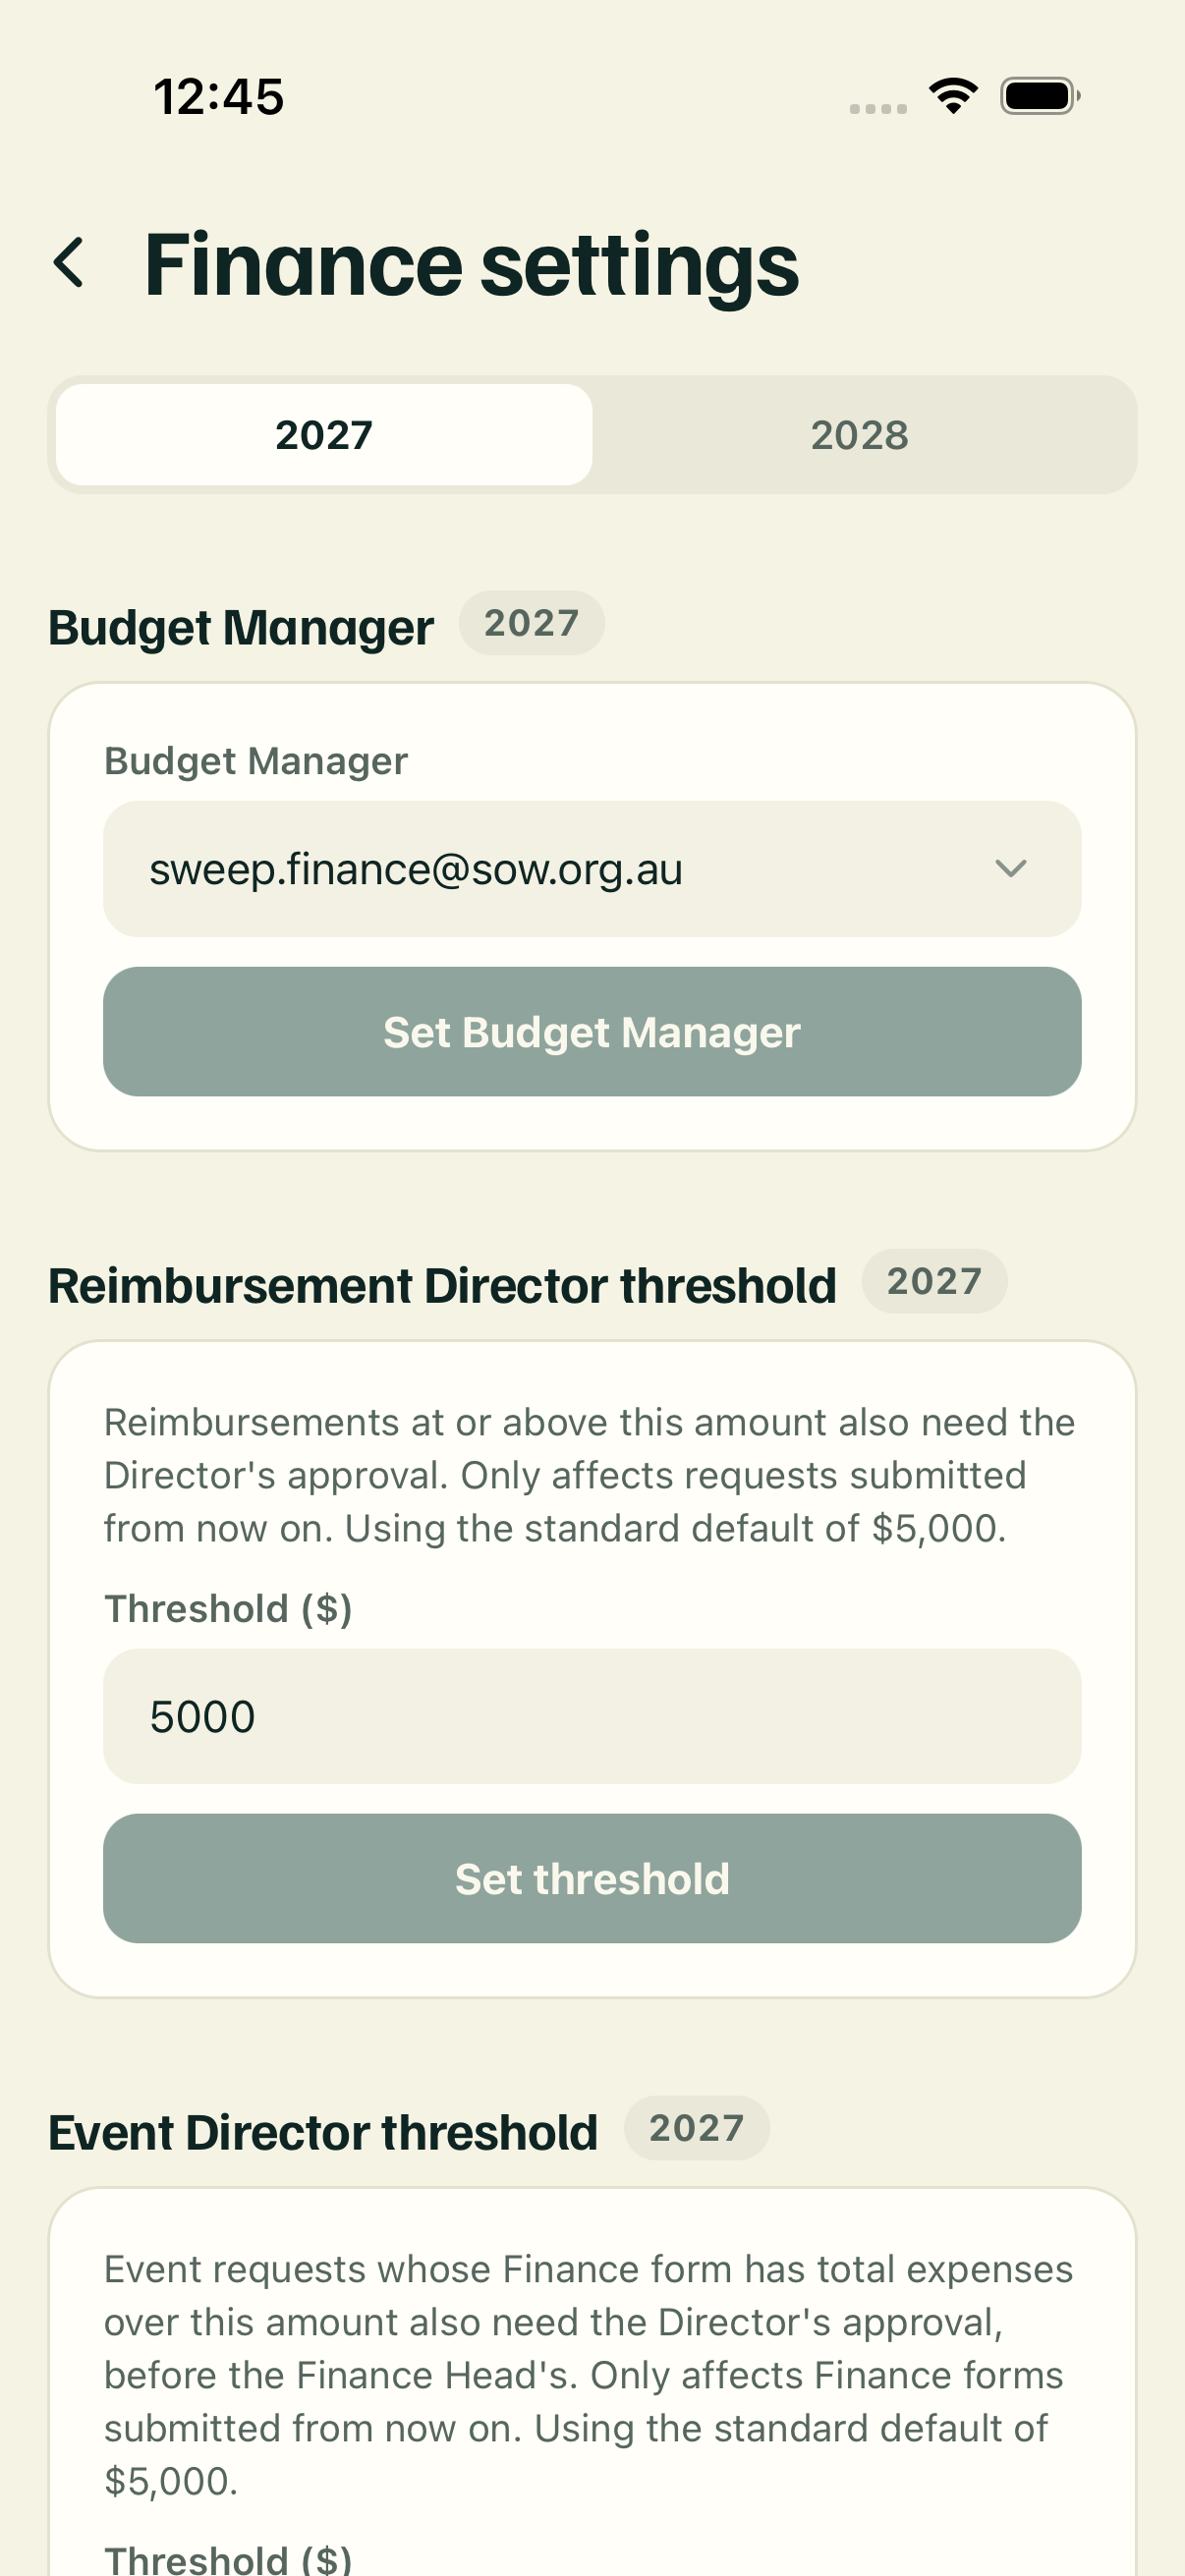 12:45
Finance settings
2027
2028
Budget Manager 2027
Budget Manager
sweep.finance@sow.org.au
Set Budget Manager
Reimbursement Director threshold 2027
Reimbursements at or above this amount also need the
Director's approval. Only affects requests submitted
from now on. Using the standard default of $5,000.
Threshold ($)
5000
Set threshold
Event Director threshold 2027
Event requests whose Finance form has total expenses
over this amount also need the Director's approval,
before the Finance Head's. Only affects Finance forms
submitted from now on. Using the standard default of
$5,000.
Threshold ($)